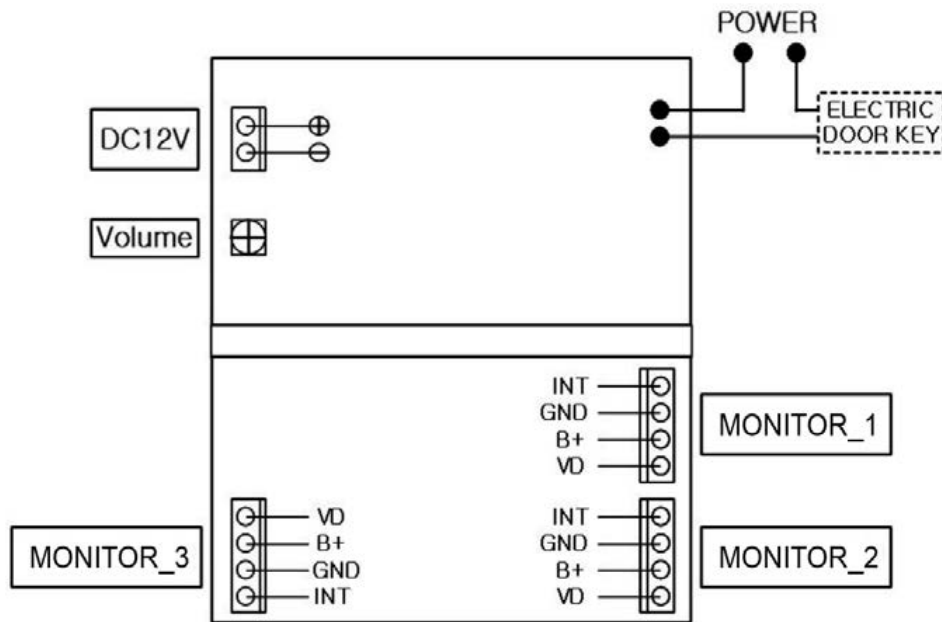 POWER
ELECTRIC
DOOR KEY
DC12V
Volume
INT
GND
B+
VD
MONITOR_1
VD
B+
GND
INT
MONITOR_3
INT
GND
B+
VD
MONITOR_2